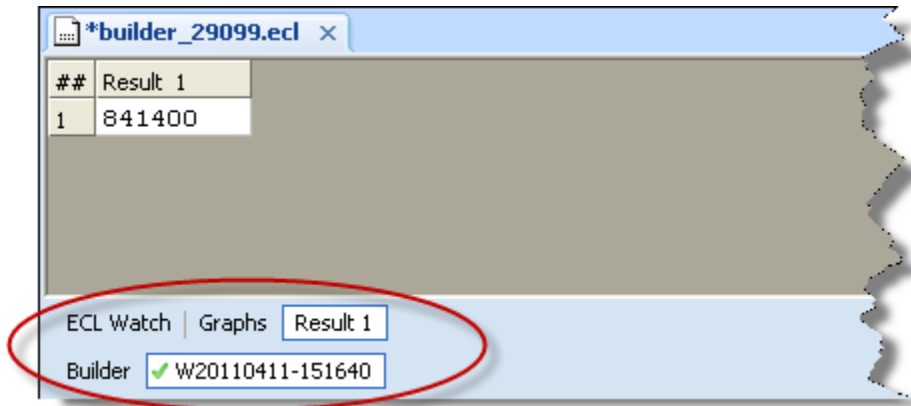 *builder_29099.ecl ×
## Result 1
1 841400
ECL Watch | Graphs Result 1
Builder W20110411-151640